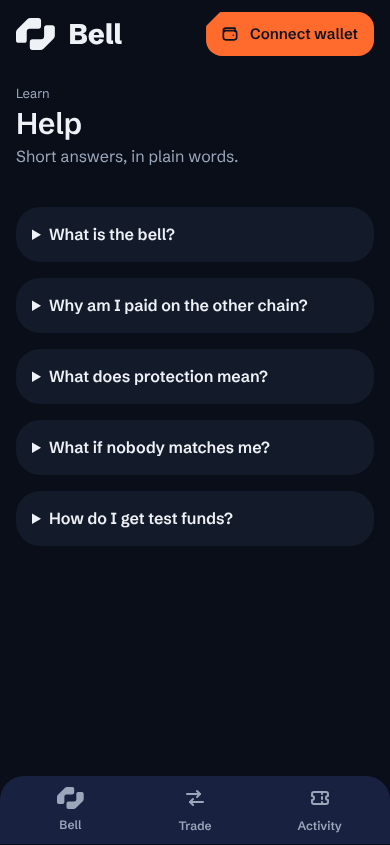 Bell
Connect wallet
Learn
Help
Short answers, in plain words.
What is the bell?
Why am I paid on the other chain?
What does protection mean?
What if nobody matches me?
How do I get test funds?
Bell
Trade
Activity